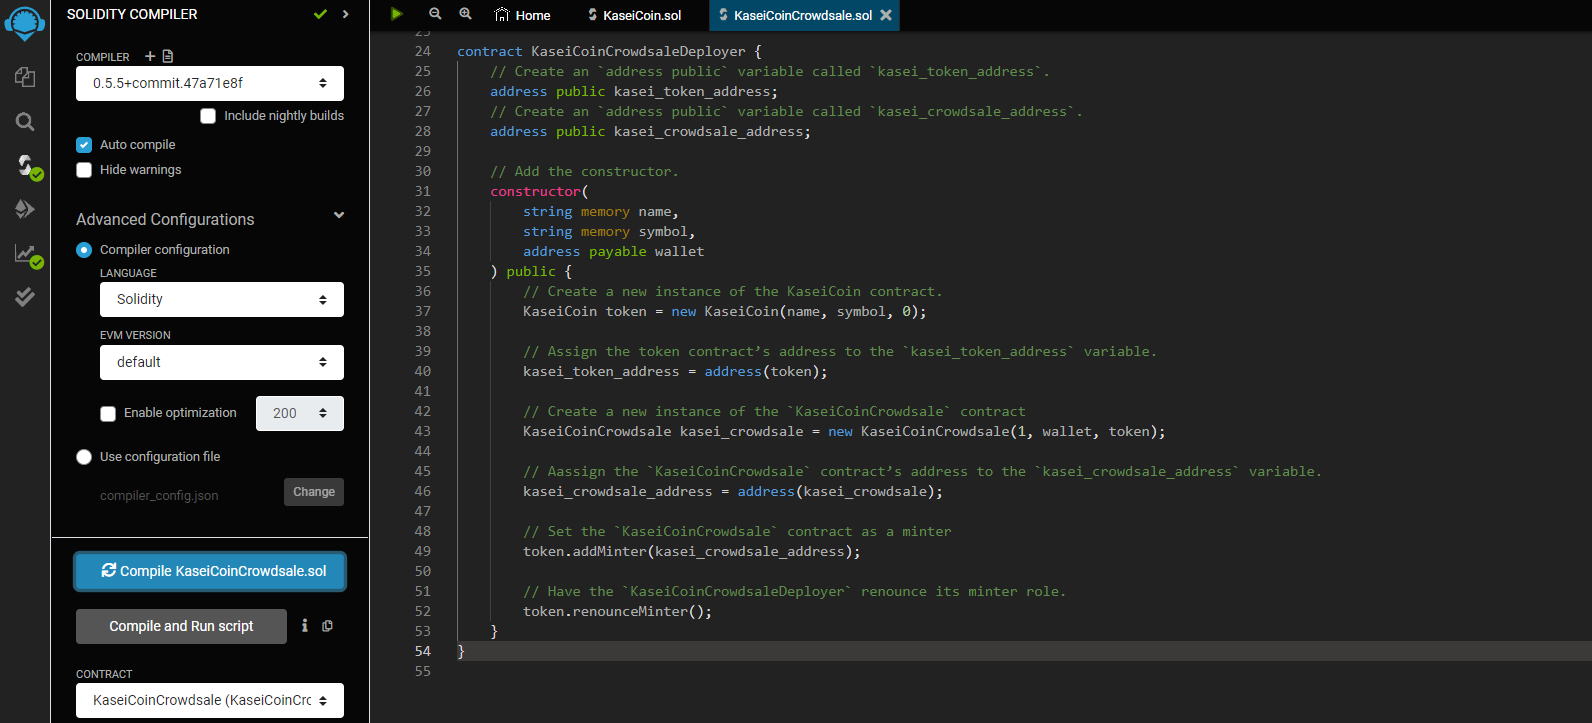 SOLIDITY COMPILER
COMPILER
0.5.5+commit.47a71e8f
Include nightly builds
Auto compile
Hide warnings
Advanced Configurations
Compiler configuration
LANGUAGE
Solidity
EVM VERSION
default
Enable optimization
200
Use configuration file
compiler_config.json
Change
Compile KaseiCoinCrowdsale.sol
Compile and Run script
CONTRACT
KaseiCoinCrowdsale (KaseiCoinCrc
Home
KaseiCoin.sol
KaseiCoinCrowdsale.sol
23
24 contract KaseiCoinCrowdsaleDeployer {
25 // Create an `address public` variable called `kasei_token_address`.
26 address public kasei_token_address;
27 // Create an `address public` variable called `kasei_crowdsale_address`.
28 address public kasei_crowdsale_address;
29
30 // Add the constructor.
31 constructor(
32 string memory name,
33 string memory symbol,
34 address payable wallet
35 ) public {
36 // Create a new instance of the KaseiCoin contract.
37 KaseiCoin token = new KaseiCoin(name, symbol, 0);
38
39 // Assign the token contract’s address to the `kasei_token_address` variable.
40 kasei_token_address = address(token);
41
42 // Create a new instance of the `KaseiCoinCrowdsale` contract
43 KaseiCoinCrowdsale kasei_crowdsale = new KaseiCoinCrowdsale(1, wallet, token);
44
45 // Aassign the `KaseiCoinCrowdsale` contract’s address to the `kasei_crowdsale_address` variable.
46 kasei_crowdsale_address = address(kasei_crowdsale);
47
48 // Set the `KaseiCoinCrowdsale` contract as a minter
49 token.addMinter(kasei_crowdsale_address);
50
51 // Have the `KaseiCoinCrowdsaleDeployer` renounce its minter role.
52 token.renounceMinter();
53 }
54 }
55